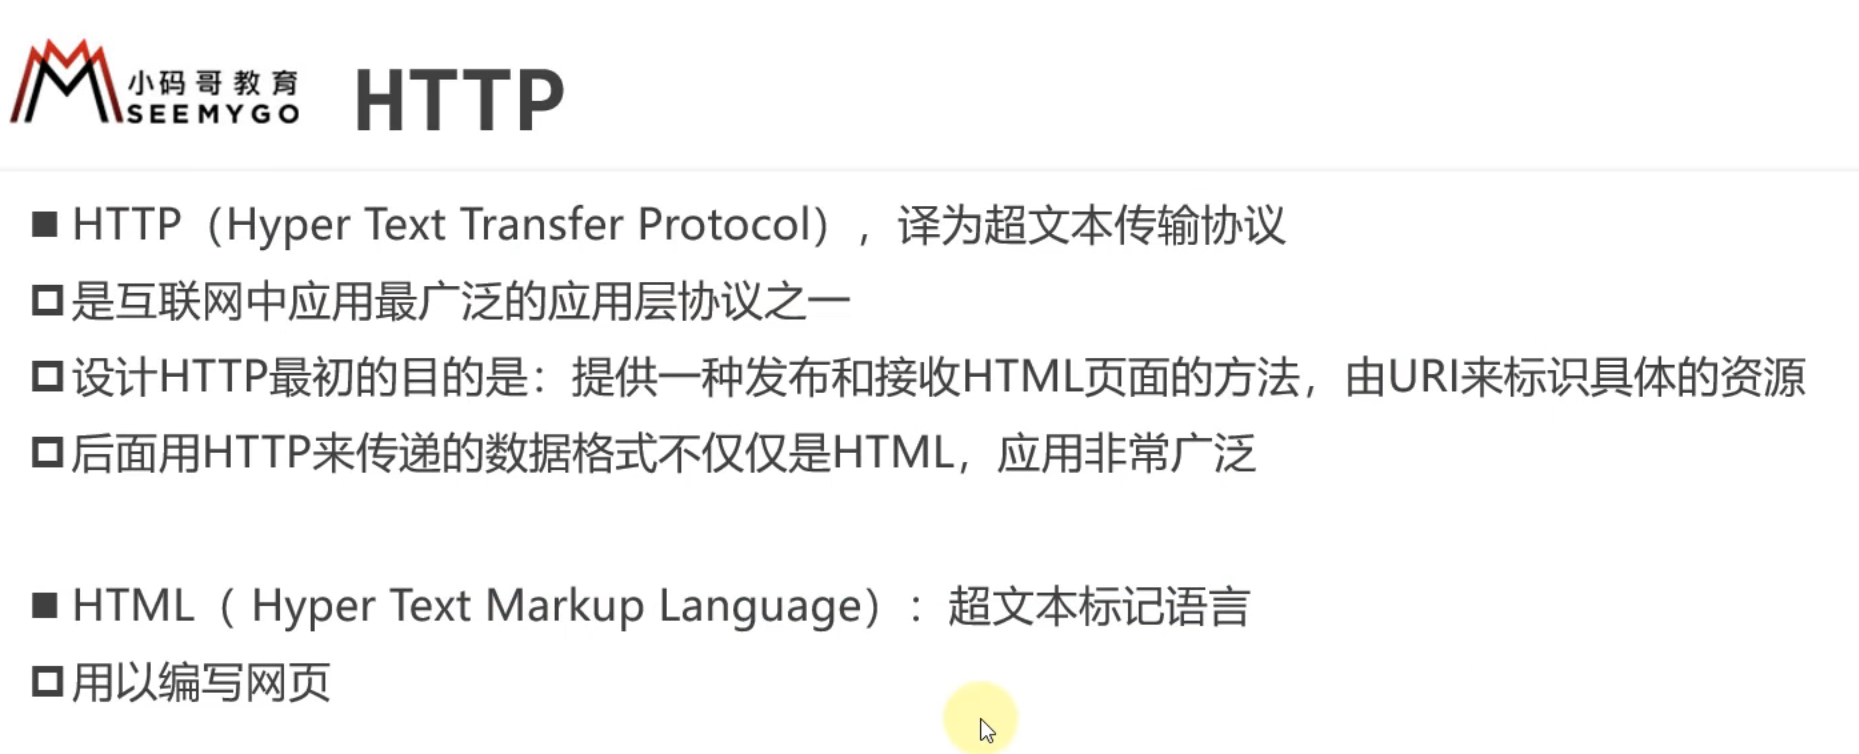 小码哥教育
SEEMYGO
HTTP
■ HTTP（Hyper Text Transfer Protocol），译为超文本传输协议
是互联网中应用最广泛的应用层协议之一
设计HTTP最初的目的是：提供一种发布和接收HTML页面的方法，由URI来标识具体的资源
后面用HTTP来传递的数据格式不仅仅是HTML，应用非常广泛
■ HTML（ Hyper Text Markup Language）：超文本标记语言
用以编写网页